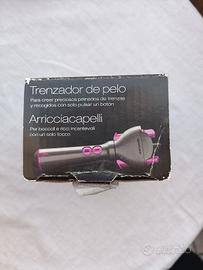 Trenzador de pelo
Para crear preciosos peinados de trenzas
y recogidos con solo pulsar un botón
Arricciacapelli
Per boccoli e ricci incantevoli
con un solo tocco